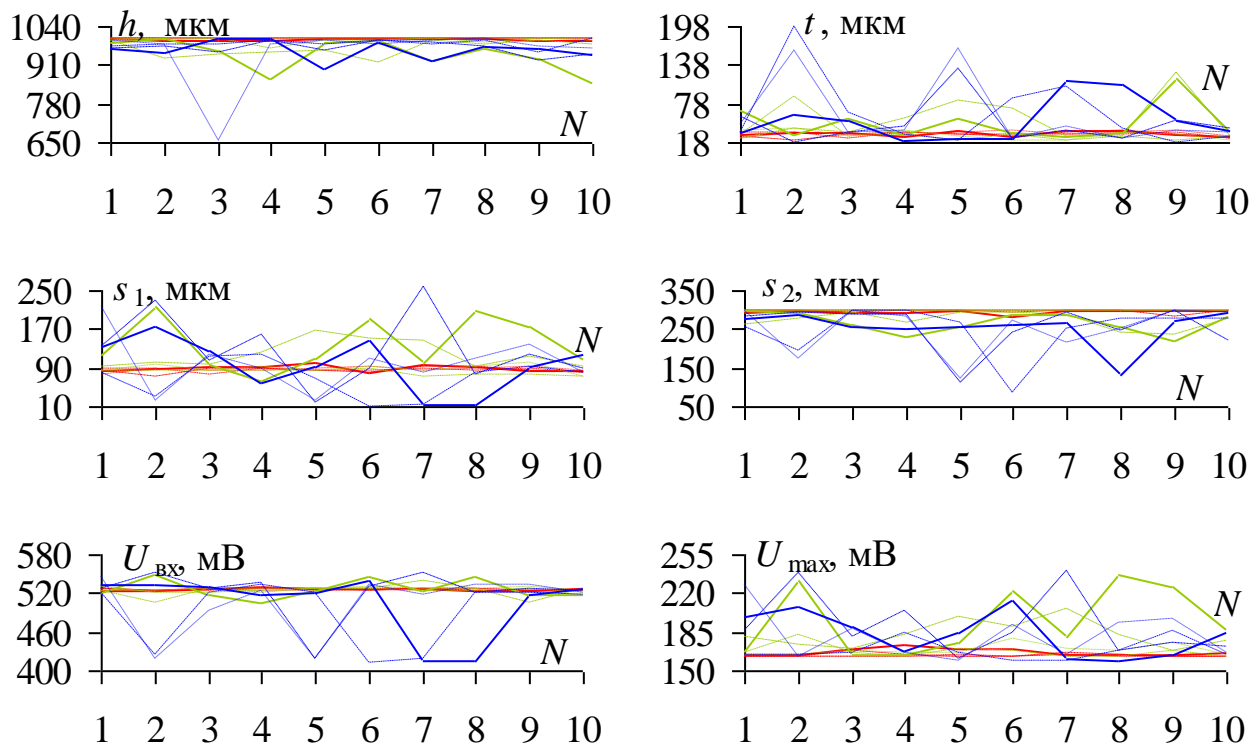 1040 h, мкм
910
780
650 N
1 2 3 4 5 6 7 8 9 10
198 t, мкм
138
78 N
18
1 2 3 4 5 6 7 8 9 10
250 s 1, мкм
170
90 N
10
1 2 3 4 5 6 7 8 9 10
350 s 2, мкм
250
150
50 N
1 2 3 4 5 6 7 8 9 10
580 U вх, мВ
520
460
400 N
1 2 3 4 5 6 7 8 9 10
255 U max, мВ
220 N
185
150
1 2 3 4 5 6 7 8 9 10